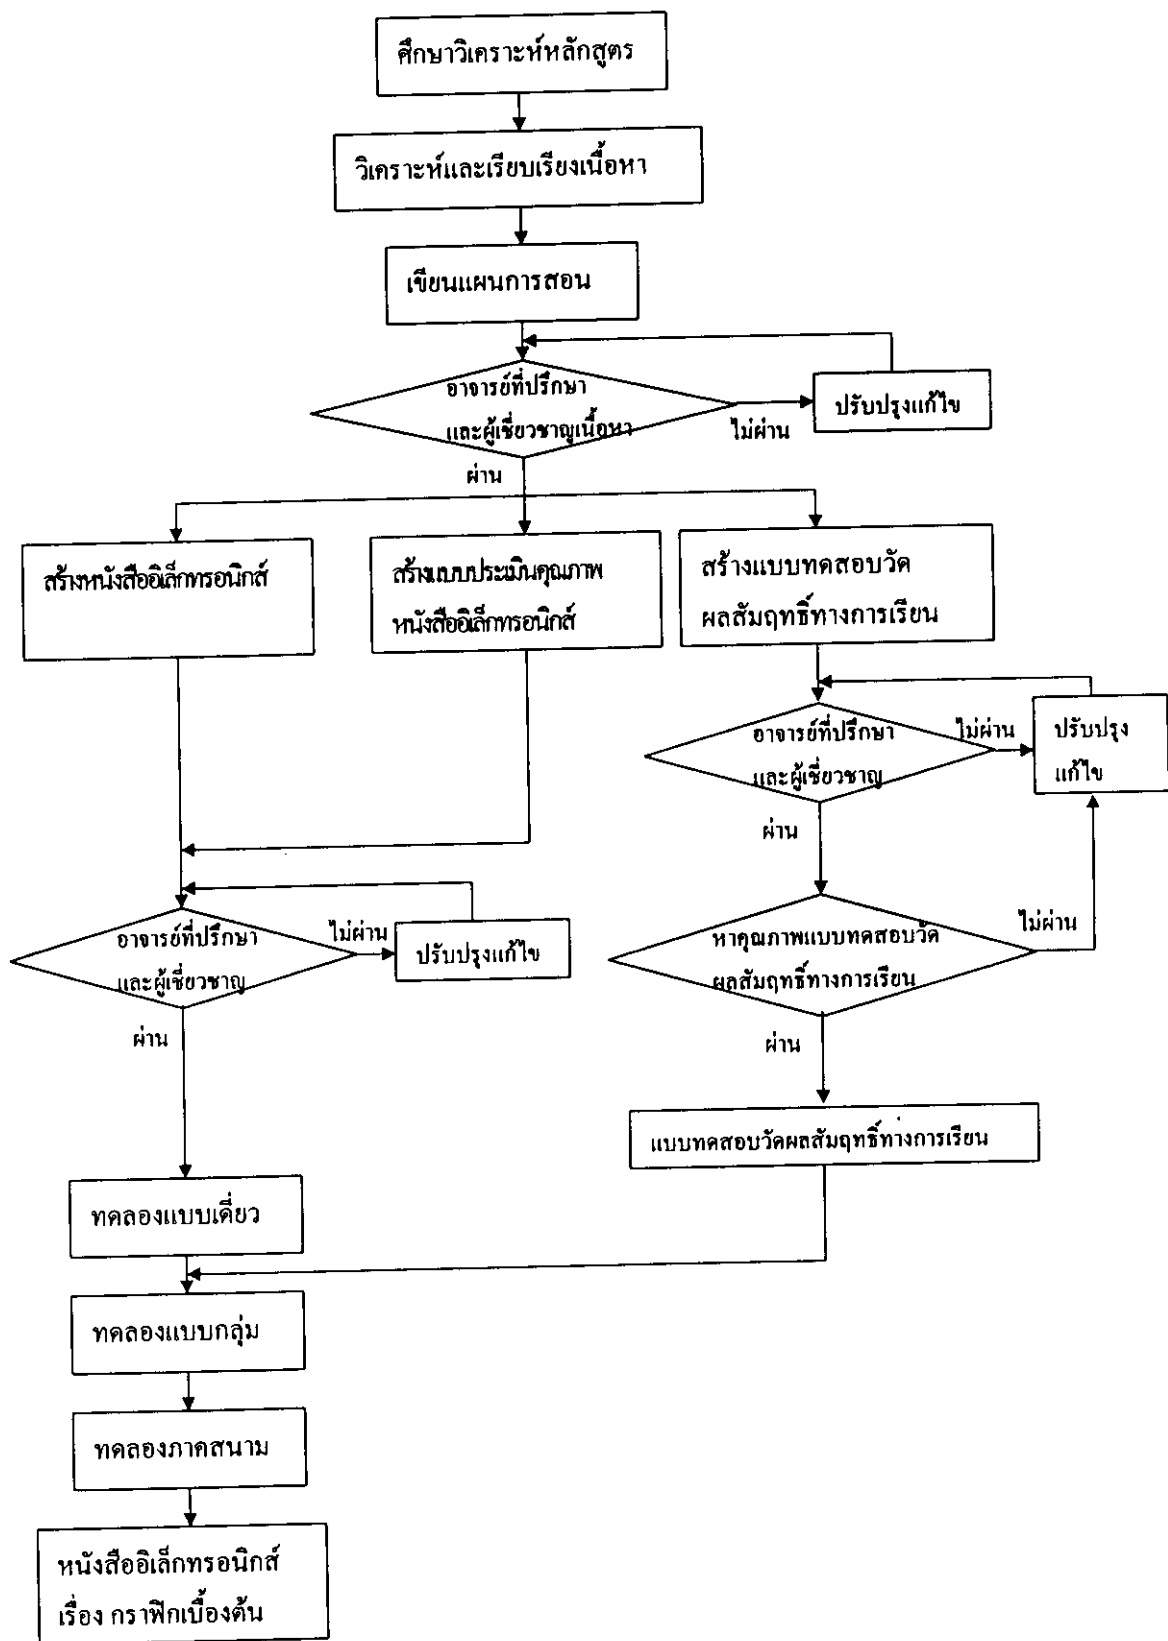 ศึกษาวิเคราะห์หลักสูตร
วิเคราะห์และเรียบเรียงเนื้อหา
เขียนแผนการสอน
อาจารย์ที่ปรึกษา
และผู้เชี่ยวชาญเนื้อหา
ไม่ผ่าน
ปรับปรุงแก้ไข
ผ่าน
สร้างหนังสืออิเล็กทรอนิกส์
สร้างแบบประเมินคุณภาพ
หนังสืออิเล็กทรอนิกส์
สร้างแบบทดสอบวัด
ผลสัมฤทธิ์ทางการเรียน
อาจารย์ที่ปรึกษา
และผู้เชี่ยวชาญ
ไม่ผ่าน
ปรับปรุง
แก้ไข
ผ่าน
อาจารย์ที่ปรึกษา
และผู้เชี่ยวชาญ
ไม่ผ่าน
ปรับปรุงแก้ไข
ผ่าน
หาคุณภาพแบบทดสอบวัด
ผลสัมฤทธิ์ทางการเรียน
ไม่ผ่าน
ผ่าน
แบบทดสอบวัดผลสัมฤทธิ์ทางการเรียน
ทดลองแบบเดี่ยว
ทดลองแบบกลุ่ม
ทดลองภาคสนาม
หนังสืออิเล็กทรอนิกส์
เรื่อง กราฟิกเบื้องต้น